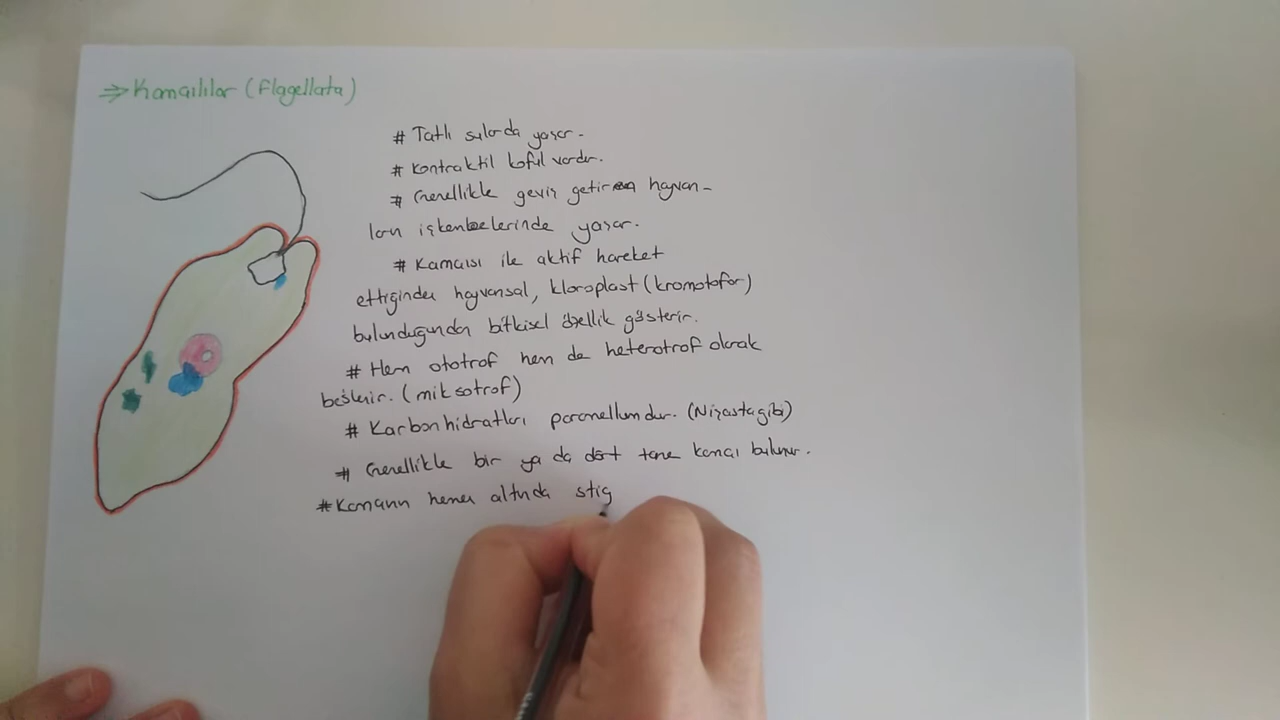 ⇒ Kamçılılar (Flagellata)
# Tatlı sularda yaşar.
# Kontraktil koful vardır.
# Genellikle geviş getiren hayvan-
ların işkembelerinde yaşar.
# Kamçısı ile aktif hareket
ettiğinden hayvansal, kloroplast (kromotofor)
bulunduğundan bitkisel özellik gösterir.
# Hem ototrof hem de heterotrof olarak
beslenir. (miksotrof)
# Karbonhidratları paramellumdur. (Nişasta gibi)
# Genellikle bir ya da dört tane kamçı bulunur.
# Kamçının hemen altında stig